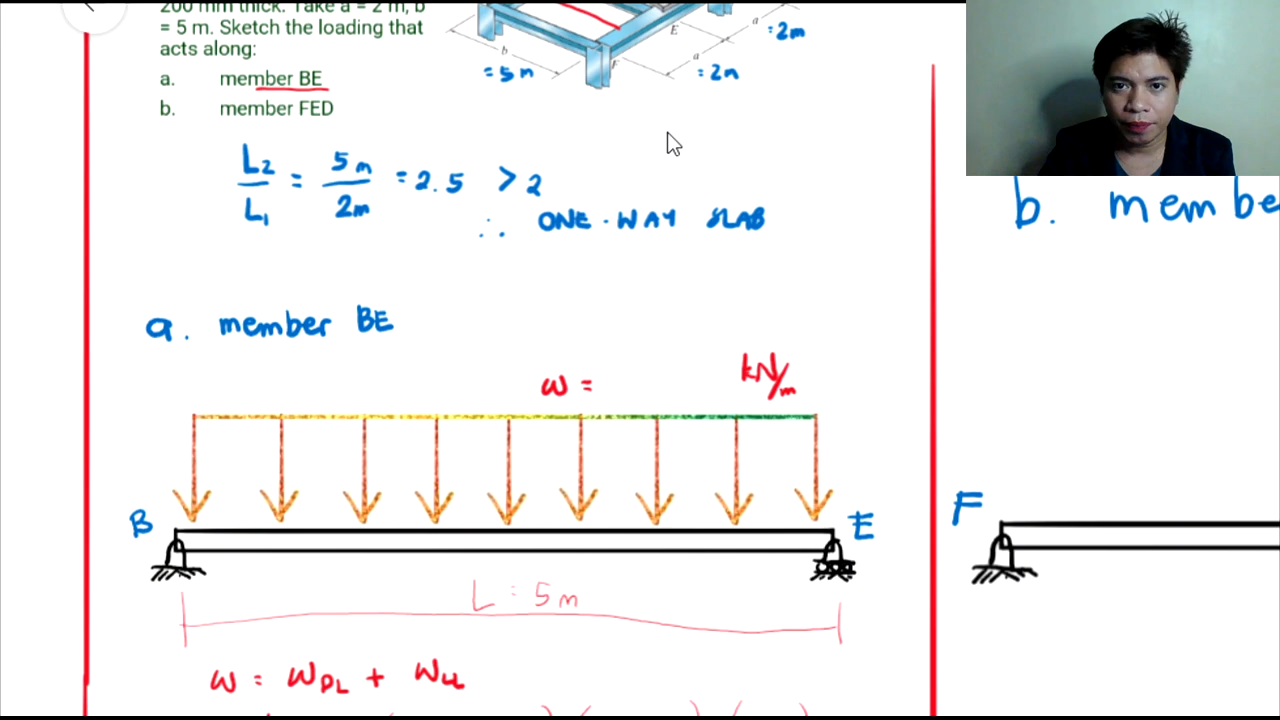 200 mm thick. Take a = 2 m, b
= 5 m. Sketch the loading that
acts along:
a. member BE
b. member FED
b
= 5 m
F
E
a
= 2m
a
= 2m
L2/L1 = 5m/2m = 2.5 > 2
∴ ONE-WAY SLAB
b. membe
a. member BE
w = kN/m
B
E
F
L = 5m
w = wDL + wLL